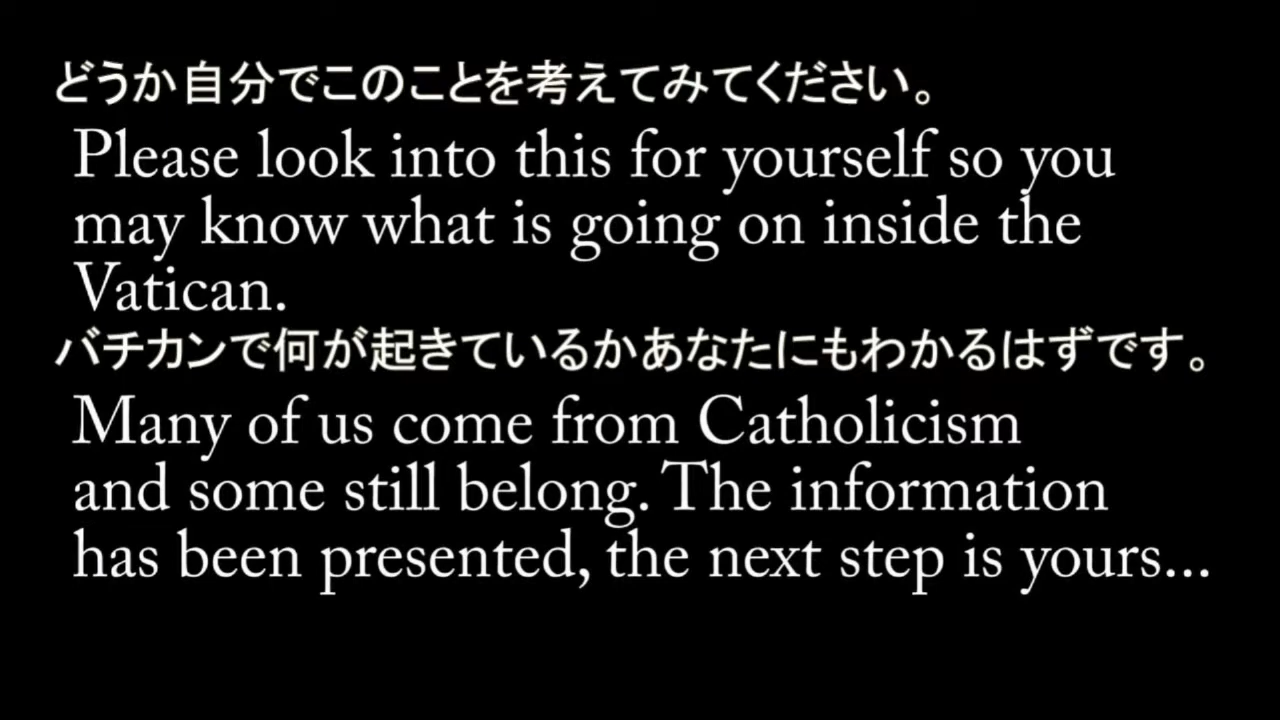 どうか自分でこのことを考えてみてください。
Please look into this for yourself so you
may know what is going on inside the
Vatican.
バチカンで何が起きているかあなたにもわかるはずです。
Many of us come from Catholicism
and some still belong. The information
has been presented, the next step is yours...